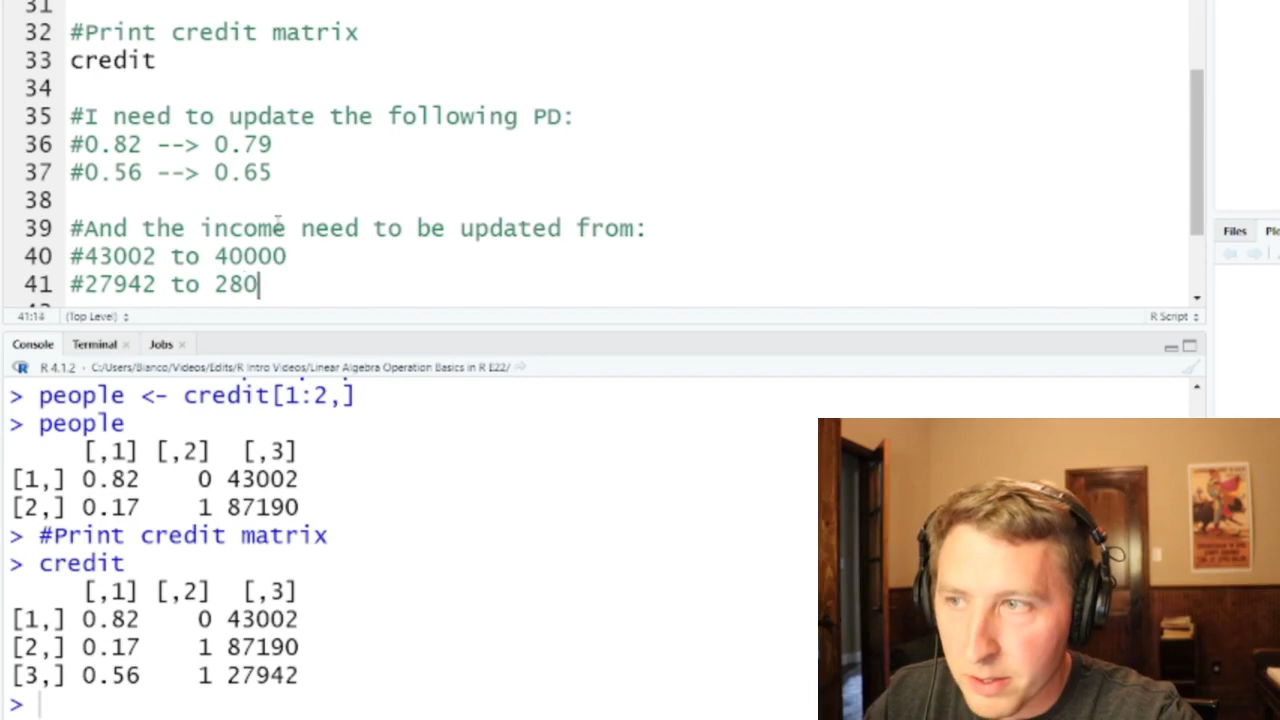 31
32 #Print credit matrix
33 credit
34
35 #I need to update the following PD:
36 #0.82 --> 0.79
37 #0.56 --> 0.65
38
39 #And the income need to be updated from:
40 #43002 to 40000
41 #27942 to 280
41:14 (Top Level) R Script
Files
Console Terminal Jobs
R 4.1.2 · C:/Users/Bianco/Videos/Edits/R Intro Videos/Linear Algebra Operation Basics in R E22/
> people <- credit[1:2,]
> people
[,1] [,2] [,3]
[1,] 0.82 0 43002
[2,] 0.17 1 87190
> #Print credit matrix
> credit
[,1] [,2] [,3]
[1,] 0.82 0 43002
[2,] 0.17 1 87190
[3,] 0.56 1 27942
>